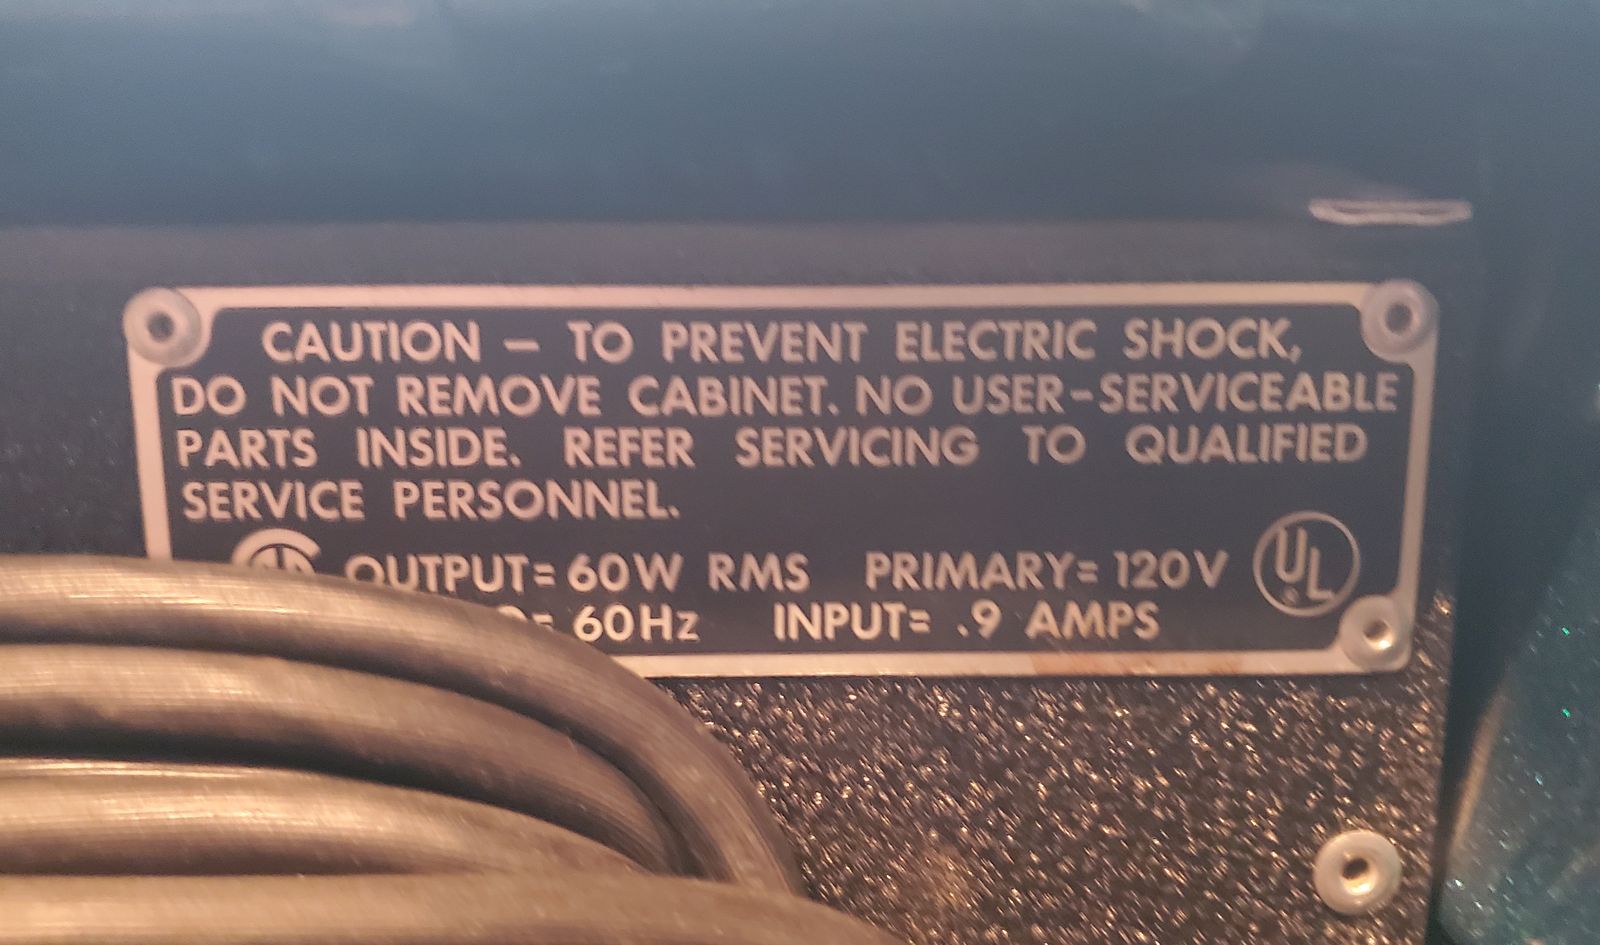 CAUTION — TO PREVENT ELECTRIC SHOCK,
DO NOT REMOVE CABINET. NO USER-SERVICEABLE
PARTS INSIDE. REFER SERVICING TO QUALIFIED
SERVICE PERSONNEL.
OUTPUT= 60W RMS PRIMARY= 120V UL
60Hz INPUT= .9 AMPS